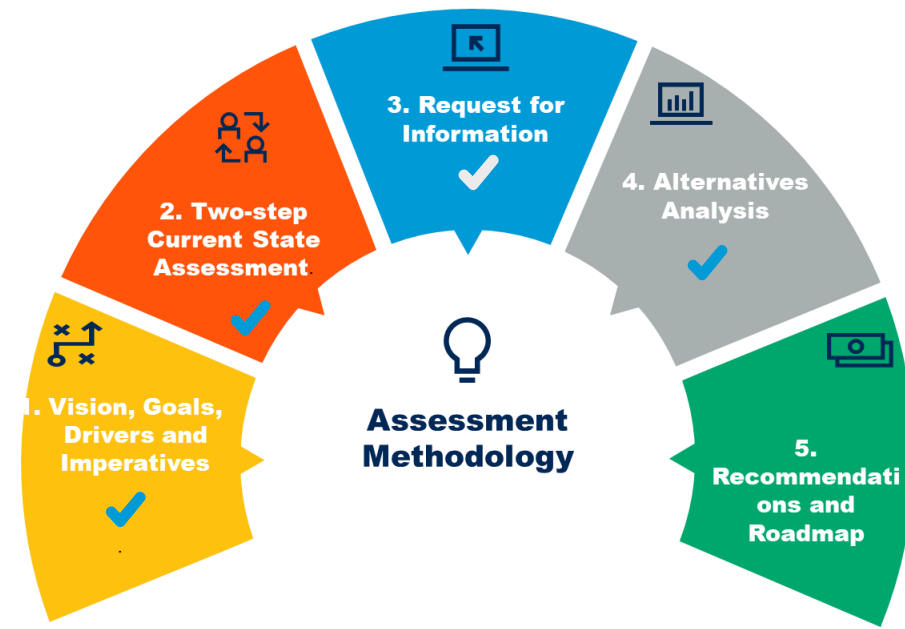 1. Vision, Goals,
Drivers and
Imperatives
.
2. Two-step
Current State
Assessment.
3. Request for
Information
4. Alternatives
Analysis
5.
Recommendati
ons and
Roadmap
Assessment
Methodology